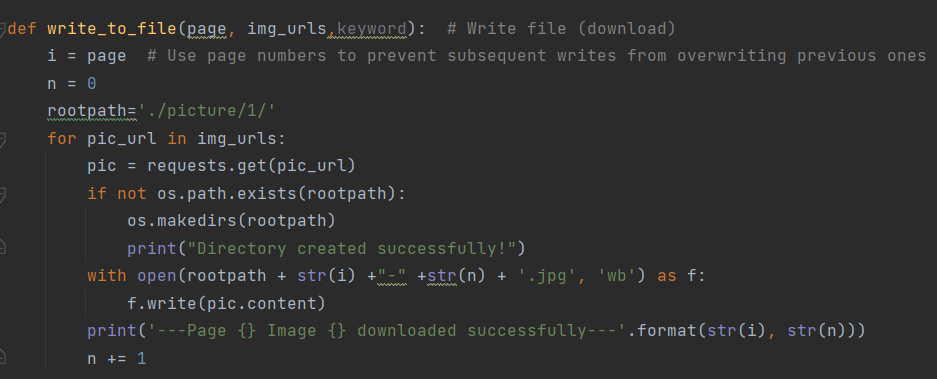 def write_to_file(page, img_urls,keyword):  # Write file (download)
    i = page  # Use page numbers to prevent subsequent writes from overwriting previous ones
    n = 0
    rootpath='./picture/1/'
    for pic_url in img_urls:
        pic = requests.get(pic_url)
        if not os.path.exists(rootpath):
            os.makedirs(rootpath)
            print("Directory created successfully!")
        with open(rootpath + str(i) +"-" +str(n) + '.jpg', 'wb') as f:
            f.write(pic.content)
        print('---Page {} Image {} downloaded successfully---'.format(str(i), str(n)))
        n += 1